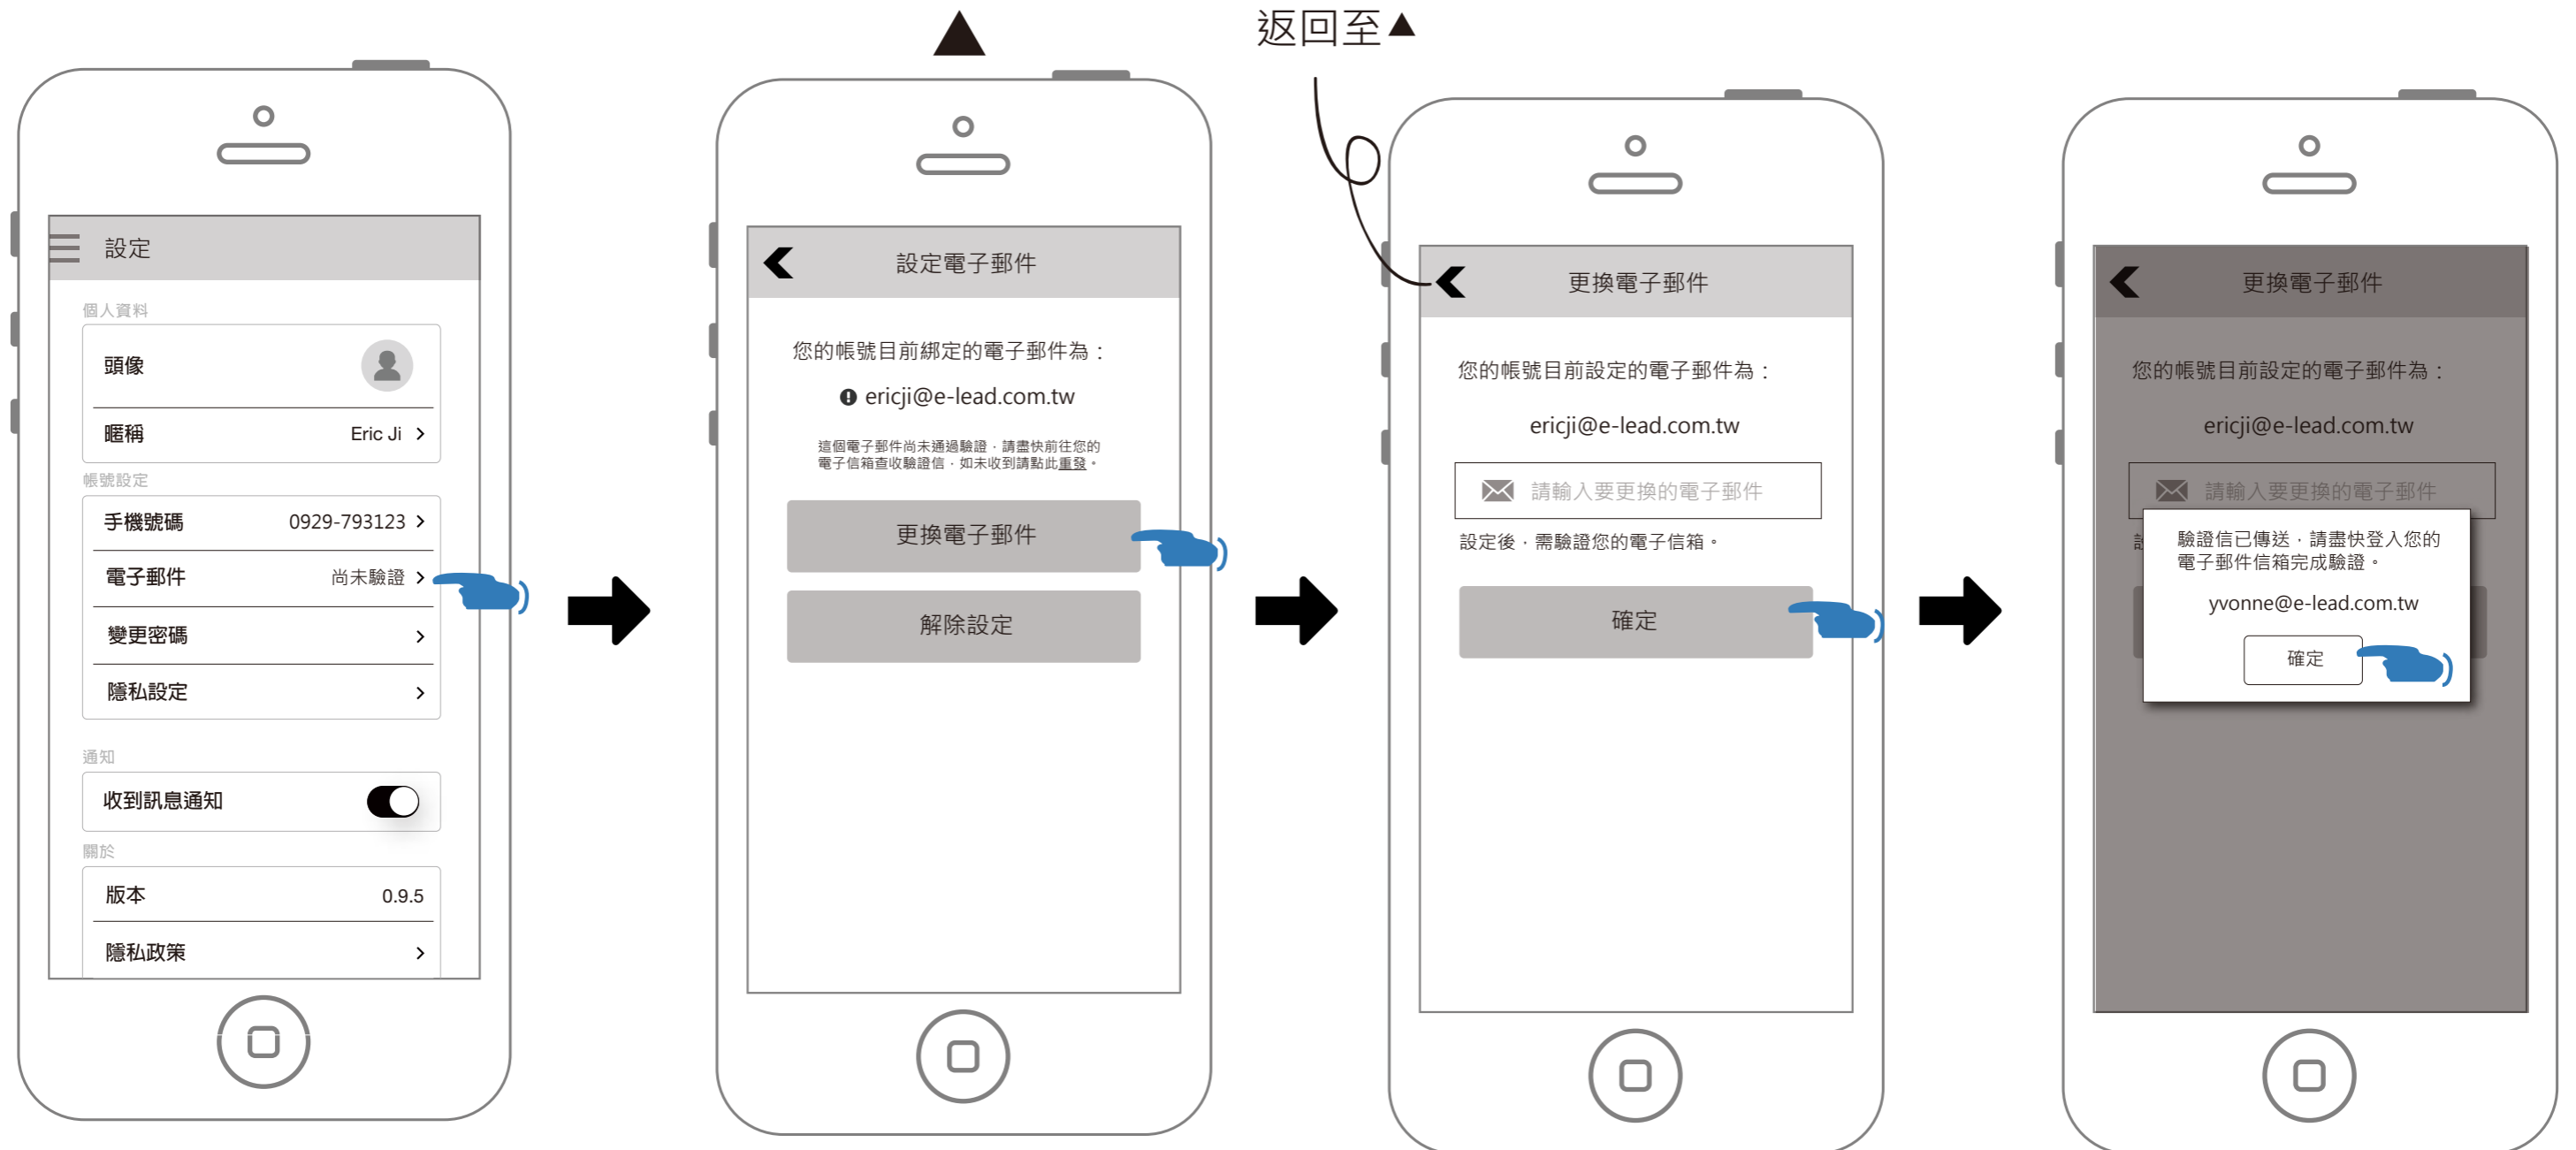 ▲
返回至▲
設定
個人資料
頭像
暱稱 Eric Ji >
帳號設定
手機號碼 0929-793123 >
電子郵件 尚未驗證 >
變更密碼 >
隱私設定 >
通知
收到訊息通知
關於
版本 0.9.5
隱私政策 >
設定電子郵件
您的帳號目前綁定的電子郵件為：
ericji@e-lead.com.tw
這個電子郵件尚未通過驗證，請盡快前往您的
電子信箱查收驗證信，如未收到請點此重發。
更換電子郵件
解除設定
更換電子郵件
您的帳號目前設定的電子郵件為：
ericji@e-lead.com.tw
請輸入要更換的電子郵件
設定後，需驗證您的電子信箱。
確定
更換電子郵件
您的帳號目前設定的電子郵件為：
ericji@e-lead.com.tw
請輸入要更換的電子郵件
驗證信已傳送，請盡快登入您的
電子郵件信箱完成驗證。
yvonne@e-lead.com.tw
確定